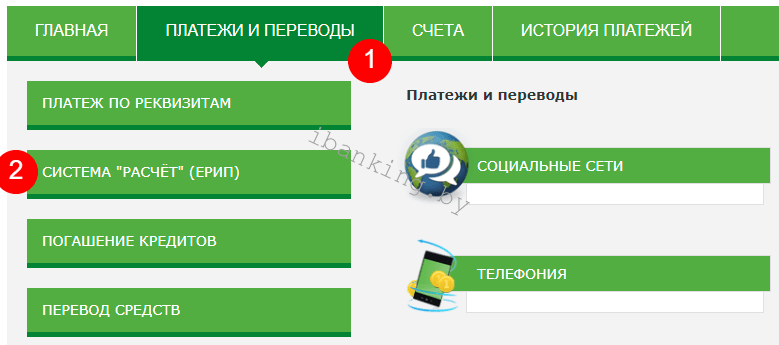 ГЛАВНАЯ
ПЛАТЕЖИ И ПЕРЕВОДЫ
СЧЕТА
ИСТОРИЯ ПЛАТЕЖЕЙ
1
ПЛАТЕЖ ПО РЕКВИЗИТАМ
2
СИСТЕМА "РАСЧЁТ" (ЕРИП)
ПОГАШЕНИЕ КРЕДИТОВ
ПЕРЕВОД СРЕДСТВ
Платежи и переводы
СОЦИАЛЬНЫЕ СЕТИ
ТЕЛЕФОНИЯ
ibanking.by